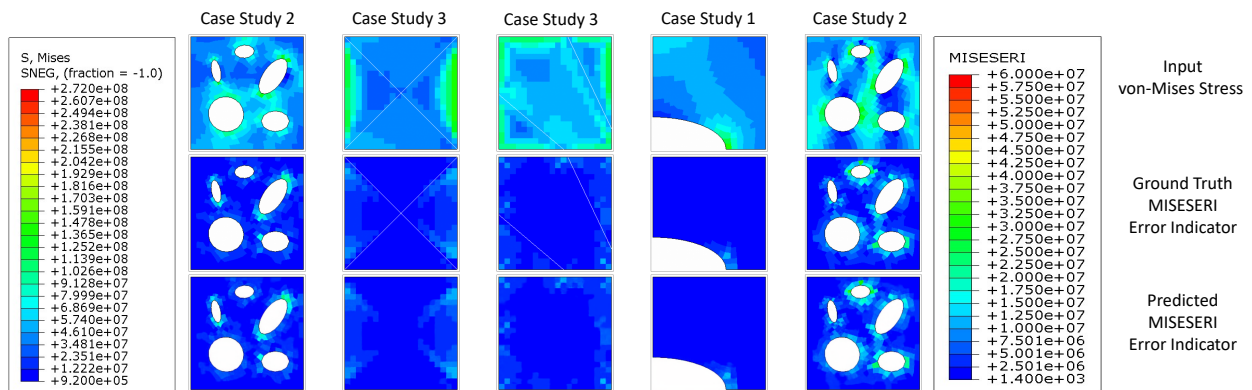 Case Study 2
Case Study 3
Case Study 3
Case Study 1
Case Study 2
S, Mises
SNEG, (fraction = -1.0)
+2.720e+08
+2.607e+08
+2.494e+08
+2.381e+08
+2.268e+08
+2.155e+08
+2.042e+08
+1.929e+08
+1.816e+08
+1.703e+08
+1.591e+08
+1.478e+08
+1.365e+08
+1.252e+08
+1.139e+08
+1.026e+08
+9.128e+07
+7.999e+07
+6.869e+07
+5.740e+07
+4.610e+07
+3.481e+07
+2.351e+07
+1.222e+07
+9.200e+05
MISESERI
+6.000e+07
+5.750e+07
+5.500e+07
+5.250e+07
+5.000e+07
+4.750e+07
+4.500e+07
+4.250e+07
+4.000e+07
+3.750e+07
+3.500e+07
+3.250e+07
+3.000e+07
+2.750e+07
+2.500e+07
+2.250e+07
+2.000e+07
+1.750e+07
+1.500e+07
+1.250e+07
+1.000e+07
+7.501e+06
+5.001e+06
+2.501e+06
+1.400e+03
Input
von-Mises Stress
Ground Truth
MISESERI
Error Indicator
Predicted
MISESERI
Error Indicator